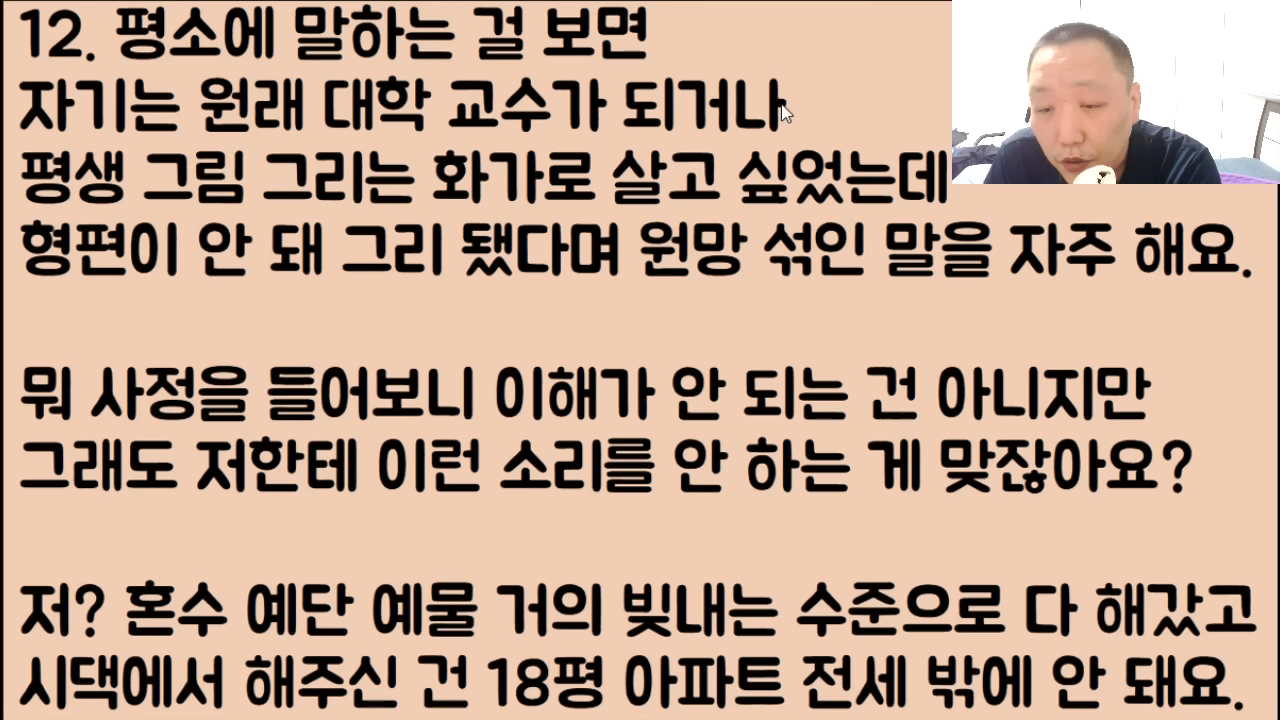 12. 평소에 말하는 걸 보면
자기는 원래 대학 교수가 되거나
평생 그림 그리는 화가로 살고 싶었는데
형편이 안 돼 그리 됐다며 원망 섞인 말을 자주 해요.
뭐 사정을 들어보니 이해가 안 되는 건 아니지만
그래도 저한테 이런 소리를 안 하는 게 맞잖아요?
저? 혼수 예단 예물 거의 빚내는 수준으로 다 해갔고
시댁에서 해주신 건 18평 아파트 전세 밖에 안 돼요.